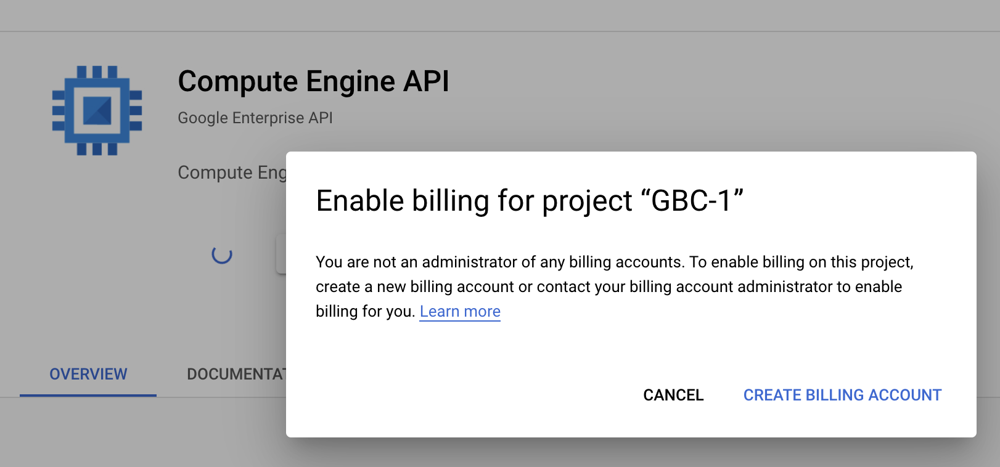 Compute Engine API
Google Enterprise API
Compute Eng
Enable billing for project “GBC-1”
You are not an administrator of any billing accounts. To enable billing on this project,
create a new billing account or contact your billing account administrator to enable
billing for you. Learn more
OVERVIEW
DOCUMENTAT
CANCEL
CREATE BILLING ACCOUNT